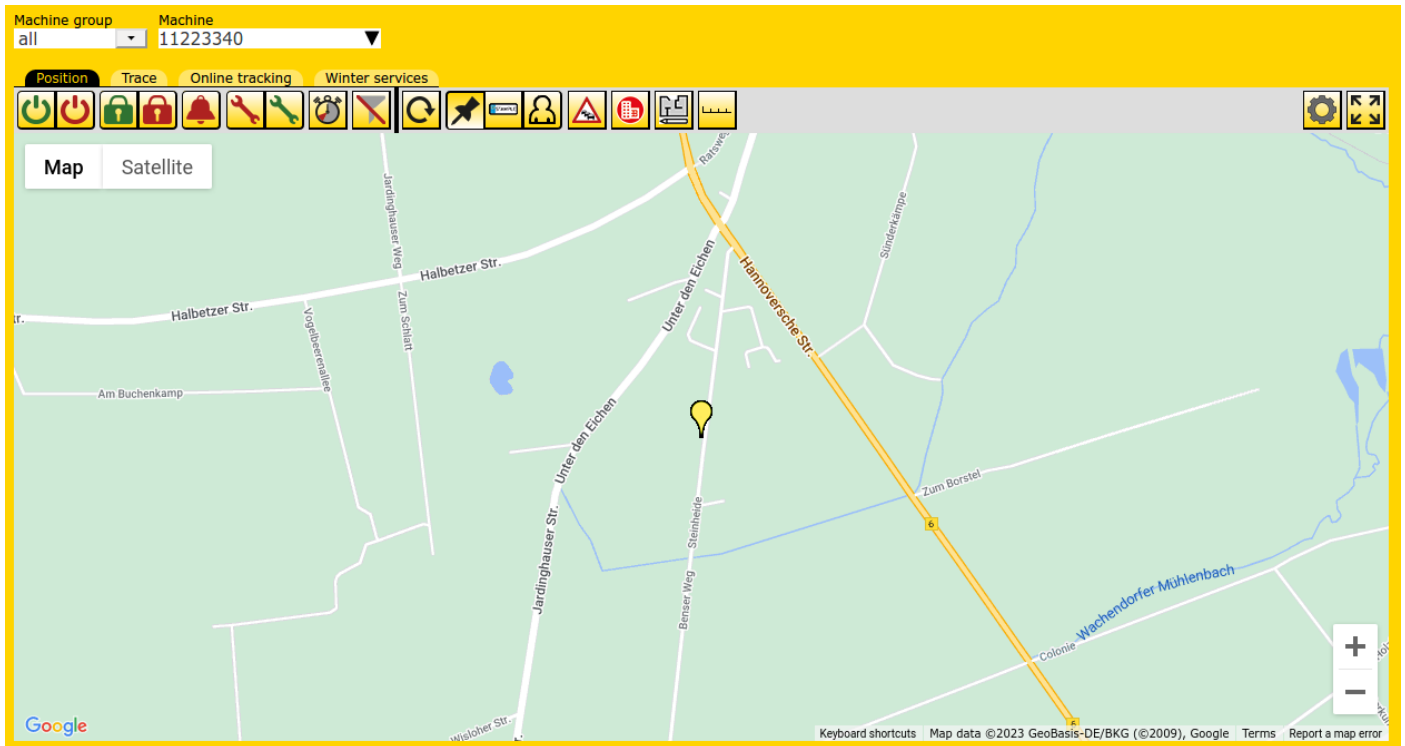 Machine group
Machine
all
11223340
Position
Trace
Online tracking
Winter services
Map
Satellite
Ratsweg
Jardinghauser Weg
Sünderkämpe
Halbetzer Str.
Unter den Eichen
Hannoversche Str.
Halbetzer Str.
Zum Schlatt
Vogelbeerenallee
Am Buchenkamp
Unter den Eichen
Zum Borstel
Steinheide
6
Jardinghauser Str.
Benser Weg
Wachendorfer Mühlenbach
Colonie
6
Wisloher Str.
Google
Keyboard shortcuts
Map data ©2023 GeoBasis-DE/BKG (©2009), Google
Terms
Report a map error